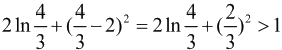 2 ln 4/3 + (4/3 − 2)² = 2 ln 4/3 + (2/3)² > 1